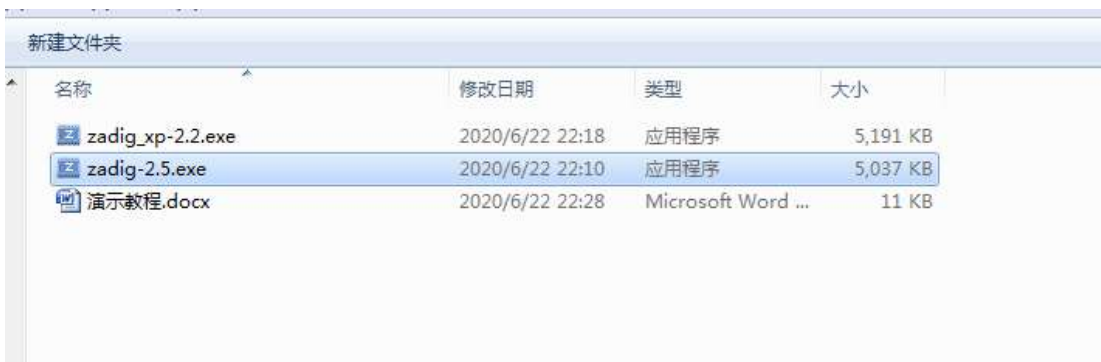 新建文件夹
名称 修改日期 类型 大小
zadig_xp-2.2.exe 2020/6/22 22:18 应用程序 5,191 KB
zadig-2.5.exe 2020/6/22 22:10 应用程序 5,037 KB
演示教程.docx 2020/6/22 22:28 Microsoft Word ... 11 KB